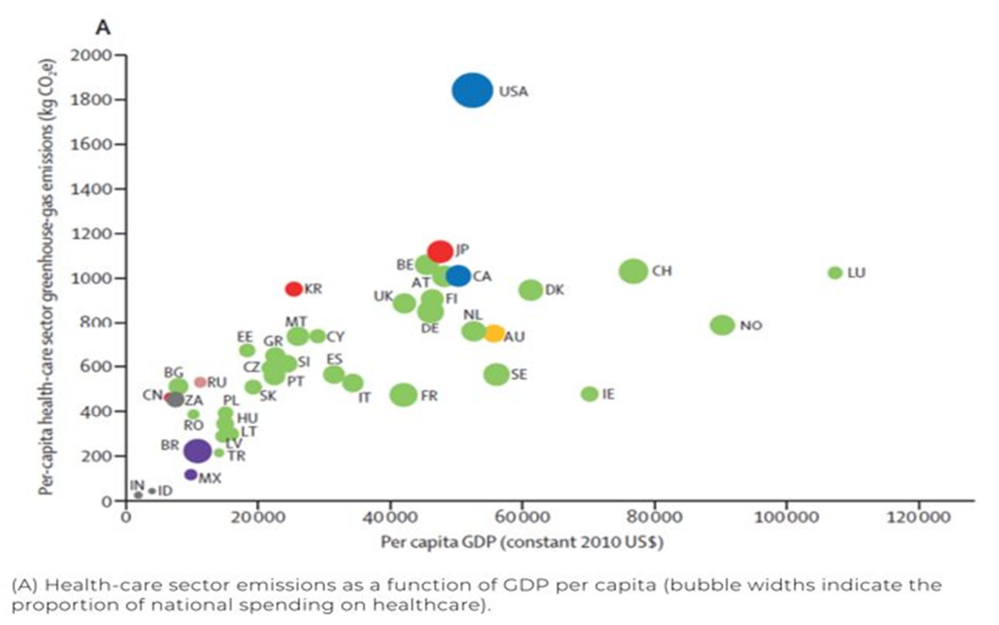 A
2000
1800
1600
1400
1200
1000
800
600
400
200
0
Per-capita health-care sector greenhouse-gas emissions (kg CO₂e)
USA
JP
BE
CA
AT
CH
LU
KR
DK
UK
FI
NL
DE
MT
NO
EE
GR
CY
AU
CZ
SI
ES
SE
BG
RU
PT
CN
ZA
PL
SK
IT
FR
IE
RO
HU
LT
BR
LV
TR
MX
IN
ID
0 20000 40000 60000 80000 100000 120000
Per capita GDP (constant 2010 US$)
(A) Health-care sector emissions as a function of GDP per capita (bubble widths indicate the
proportion of national spending on healthcare).